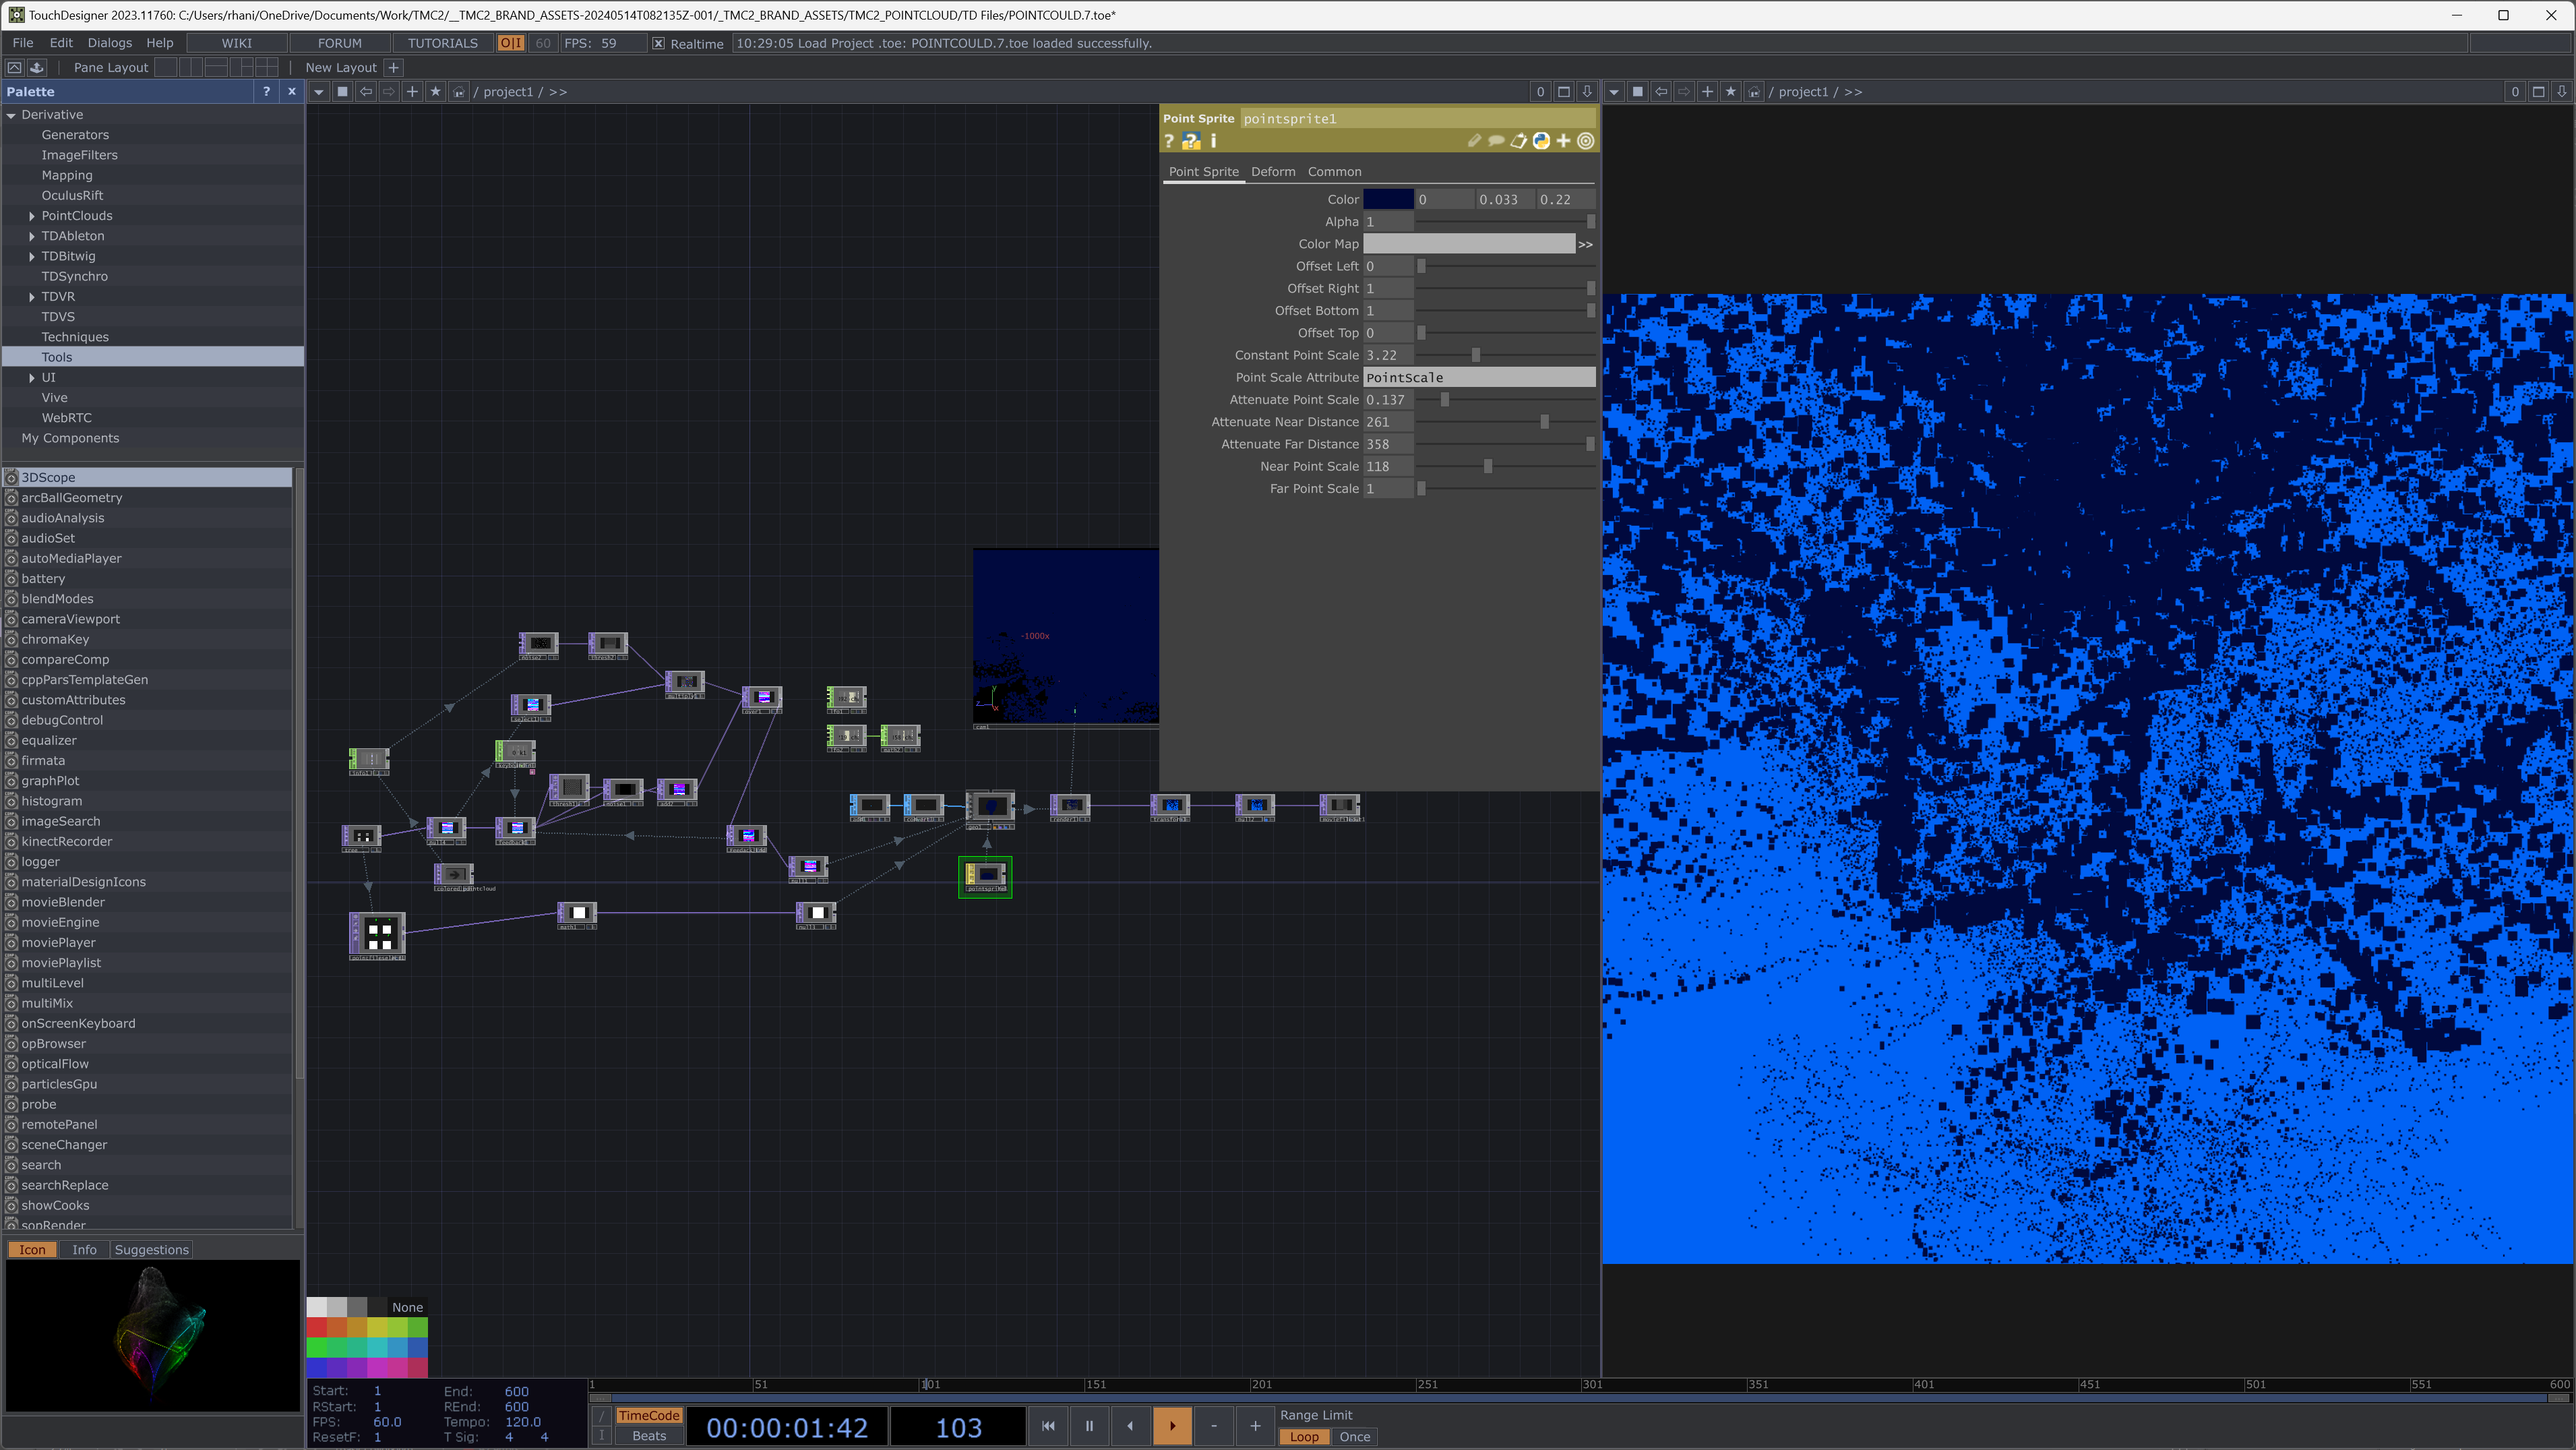 TouchDesigner 2023.11760: C:/Users/rhani/OneDrive/Documents/Work/TMC2/__TMC2_BRAND_ASSETS-20240514T082135Z-001/_TMC2_BRAND_ASSETS/TMC2_POINTCLOUD/TD Files/POINTCOULD.7.toe*
File Edit Dialogs Help WIKI FORUM TUTORIALS O|I 60 FPS: 59 Realtime 10:29:05 Load Project .toe: POINTCOULD.7.toe loaded successfully.
Pane Layout New Layout +
Palette ? x
/ project1 / >> 0
/ project1 / >> 0
Derivative
Generators
ImageFilters
Mapping
OculusRift
PointClouds
TDAbleton
TDBitwig
TDSynchro
TDVR
TDVS
Techniques
Tools
UI
Vive
WebRTC
My Components
3DScope
arcBallGeometry
audioAnalysis
audioSet
autoMediaPlayer
battery
blendModes
cameraViewport
chromaKey
compareComp
cppParsTemplateGen
customAttributes
debugControl
equalizer
firmata
graphPlot
histogram
imageSearch
kinectRecorder
logger
materialDesignIcons
movieBlender
movieEngine
moviePlayer
moviePlaylist
multiLevel
multiMix
onScreenKeyboard
opBrowser
opticalFlow
particlesGpu
probe
remotePanel
sceneChanger
search
searchReplace
showCooks
sopRender
Icon Info Suggestions
Point Sprite pointsprite1
? ? i
Point Sprite Deform Common
Color 0 0.033 0.22
Alpha 1
Color Map >>
Offset Left 0
Offset Right 1
Offset Bottom 1
Offset Top 0
Constant Point Scale 3.22
Point Scale Attribute PointScale
Attenuate Point Scale 0.137
Attenuate Near Distance 261
Attenuate Far Distance 358
Near Point Scale 118
Far Point Scale 1
-1000x
cam1
None
Start: 1 End: 600
RStart: 1 REnd: 600
FPS: 60.0 Tempo: 120.0
ResetF: 1 T Sig: 4 4
1 51 101 151 201 251 301 351 401 451 501 551 600
TimeCode
Beats
00:00:01:42
103
- +
Range Limit
Loop Once